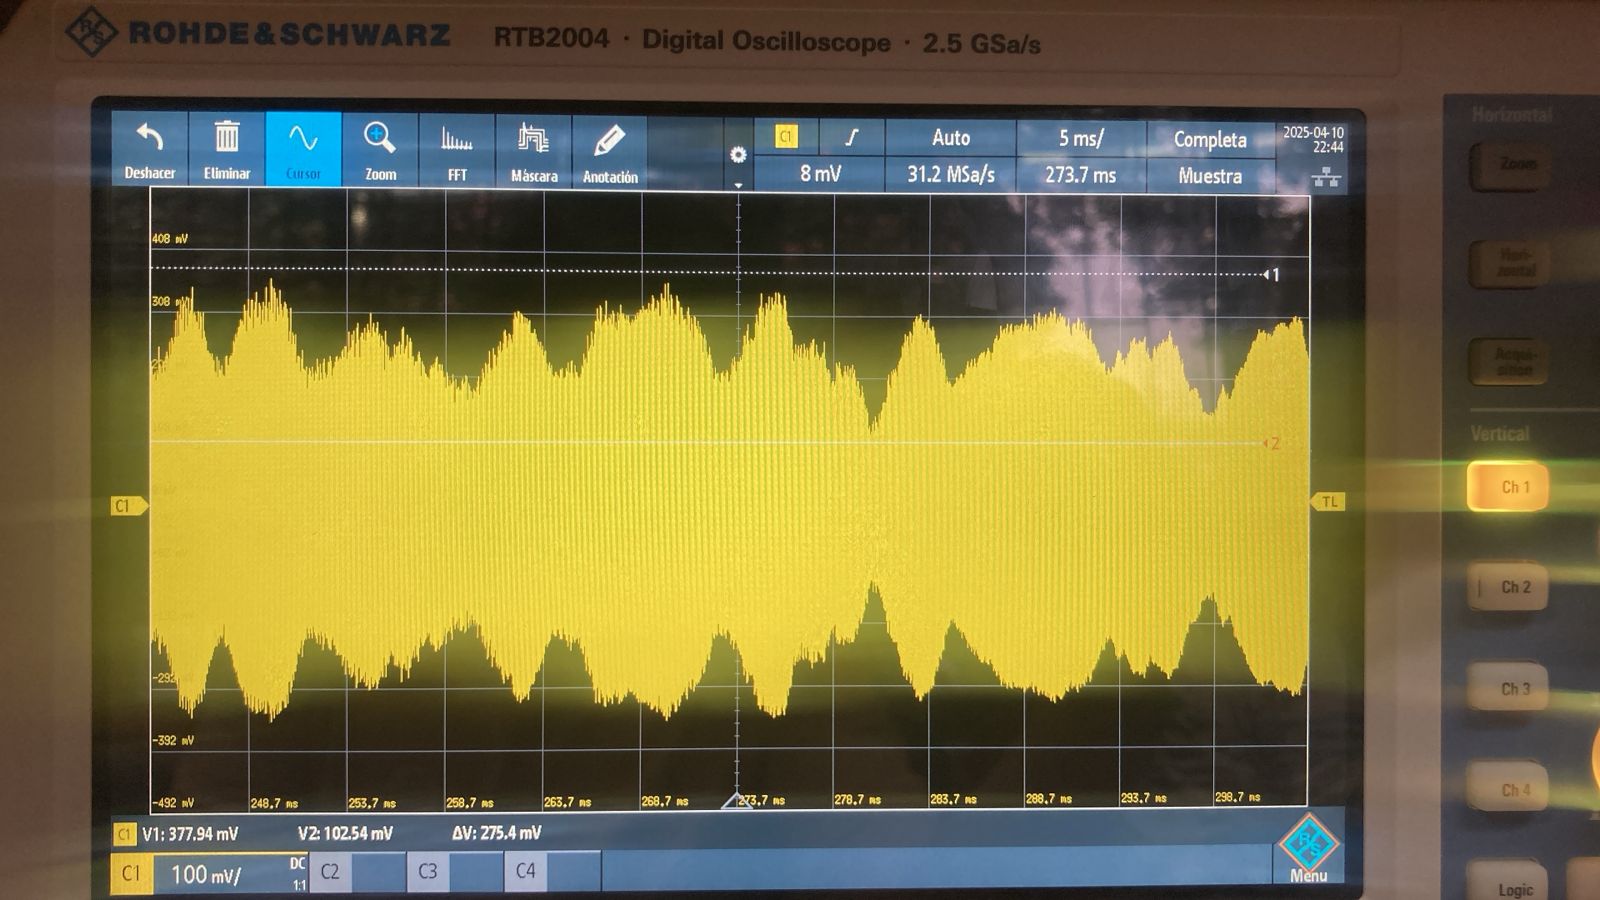 ROHDE&SCHWARZ RTB2004 · Digital Oscilloscope · 2.5 GSa/s
Horizontal
Zoom
Hori-
zontal
Acqui-
sition
Vertical
Ch 1
Ch 2
Ch 3
Ch 4
Logic
Deshacer
Eliminar
Cursor
Zoom
FFT
Máscara
Anotación
C1 Auto 5 ms/ Completa
8 mV 31.2 MSa/s 273.7 ms Muestra
2025-04-10
22:44
408 mV
1
308 mV
2
C1
TL
-392 mV
-492 mV 248.7 ms 253.7 ms 258.7 ms 263.7 ms 268.7 ms 273.7 ms 278.7 ms 283.7 ms 288.7 ms 293.7 ms 298.7 ms
C1 V1: 377.94 mV V2: 102.54 mV ΔV: 275.4 mV
C1 100 mV/ DC
1:1
C2 C3 C4
Menu